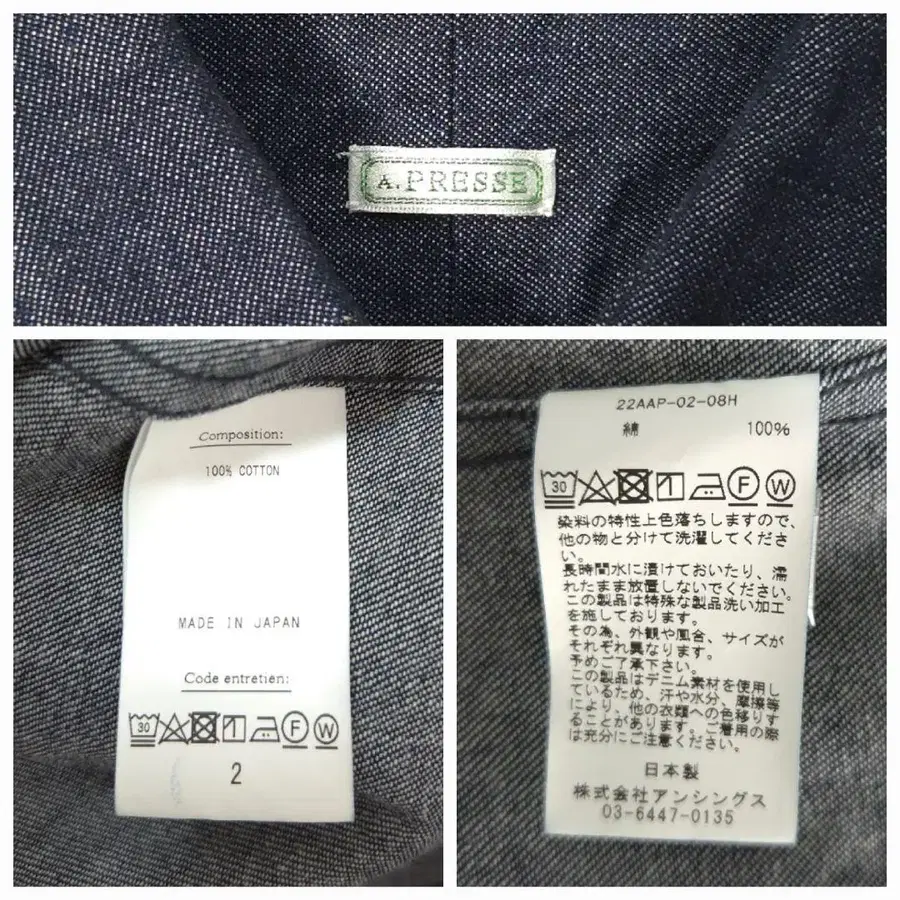 A. PRESSE
Composition:
100% COTTON
MADE IN JAPAN
Code entretien:
30 F W
2
22AAP-02-08H
綿 100%
30 F W
染料の特性上色落ちしますので、
他の物と分けて洗濯してくださ
い。
長時間水に漬けておいたり、濡
れたまま放置しないでください。
この製品は特殊な製品洗い加工
を施しております。
その為、外観や風合、サイズが
それぞれ異なります。
予めご了承下さい。
この製品はデニム素材を使用し
ているため、汗や水分、摩擦等
により、他の衣類への色移りす
ることがあります。ご着用の際
は充分にご注意ください。
日本製
株式会社アンシングス
03-6447-0135